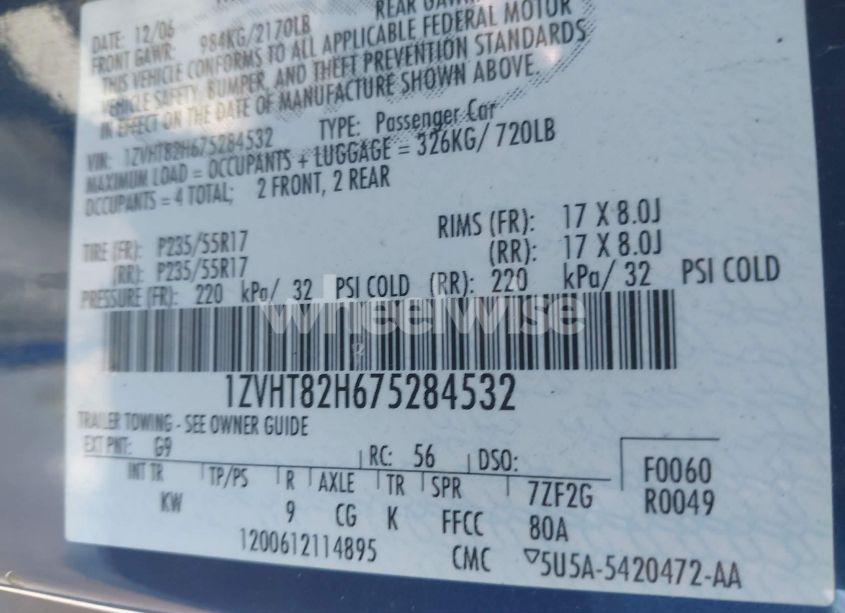 REAR GAWR
DATE: 12/06
FRONT GAWR: 984KG/2170LB
THIS VEHICLE CONFORMS TO ALL APPLICABLE FEDERAL MOTOR
VEHICLE SAFETY, BUMPER, AND THEFT PREVENTION STANDARDS
IN EFFECT ON THE DATE OF MANUFACTURE SHOWN ABOVE.
VIN: 1ZVHT82H675284532 TYPE: Passenger Car
MAXIMUM LOAD = OCCUPANTS + LUGGAGE = 326KG/ 720LB
OCCUPANTS = 4 TOTAL; 2 FRONT, 2 REAR
TIRE (FR): P235/55R17 RIMS (FR): 17 X 8.0J
(RR): P235/55R17 (RR): 17 X 8.0J
PRESSURE (FR): 220 kPa/ 32 PSI COLD (RR): 220 kPa/ 32 PSI COLD
wheelwise
1ZVHT82H675284532
TRAILER TOWING - SEE OWNER GUIDE
EXT PNT: G9 RC: 56 DSO: F0060
INT TR TP/PS R AXLE TR SPR 7ZF2G R0049
KW 9 CG K FFCC 80A
1200612114895 CMC ▽5U5A-5420472-AA